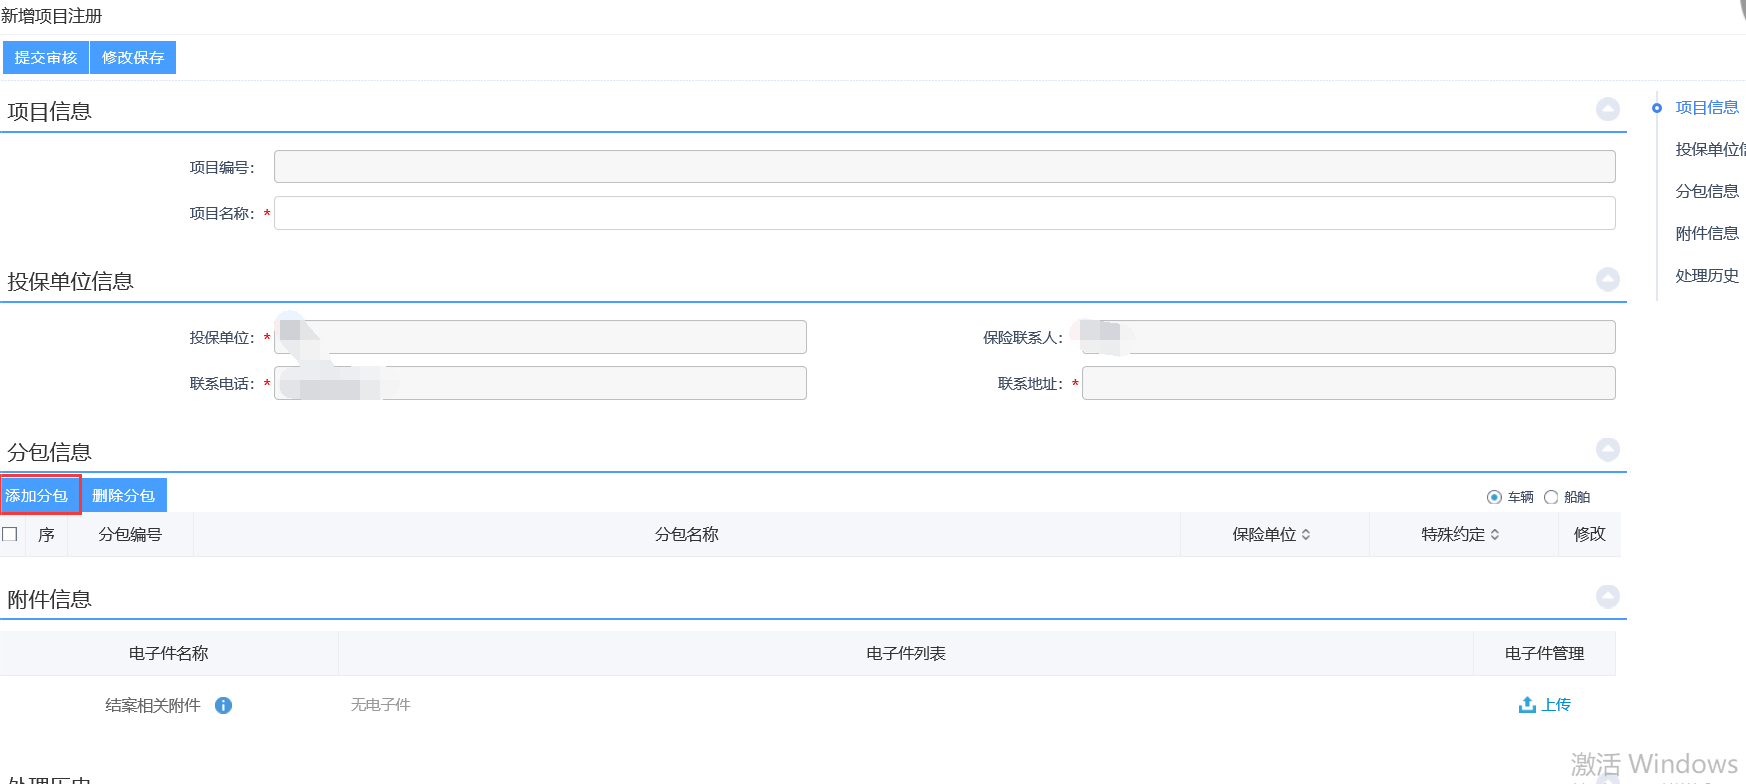 新增项目注册
提交审核 修改保存
项目信息
项目信息
项目编号：
投保单位信
项目名称：*
分包信息
附件信息
投保单位信息
处理历史
投保单位：* 保险联系人：
联系电话：* 联系地址：*
分包信息
添加分包 删除分包 车辆 船舶
序 分包编号 分包名称 保险单位 特殊约定 修改
附件信息
电子件名称 电子件列表 电子件管理
结案相关附件 无电子件 上传
激活 Windows
处理历史